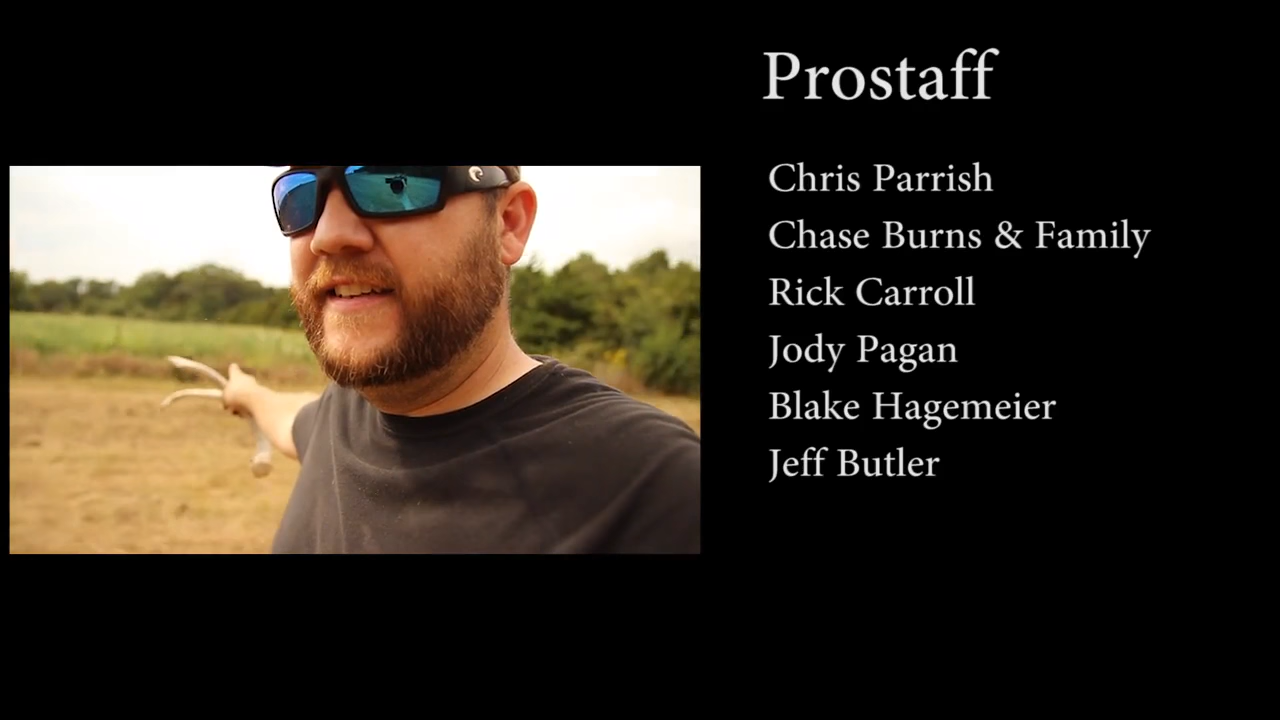 Prostaff
Chris Parrish
Chase Burns & Family
Rick Carroll
Jody Pagan
Blake Hagemeier
Jeff Butler